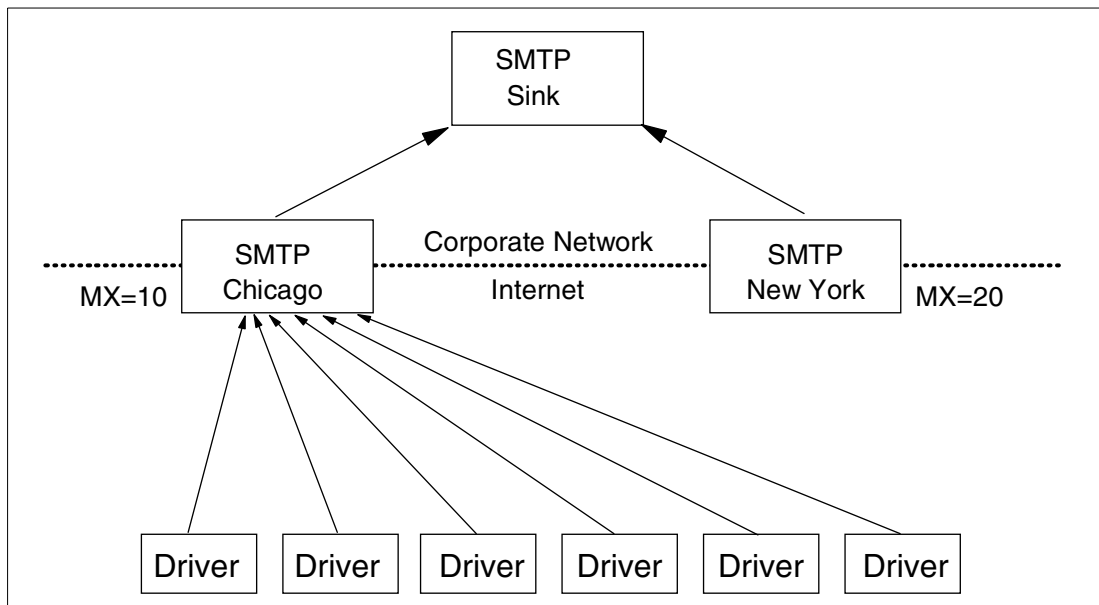 SMTP
Sink
SMTP
Chicago
Corporate Network
Internet
SMTP
New York
MX=10
MX=20
Driver
Driver
Driver
Driver
Driver
Driver